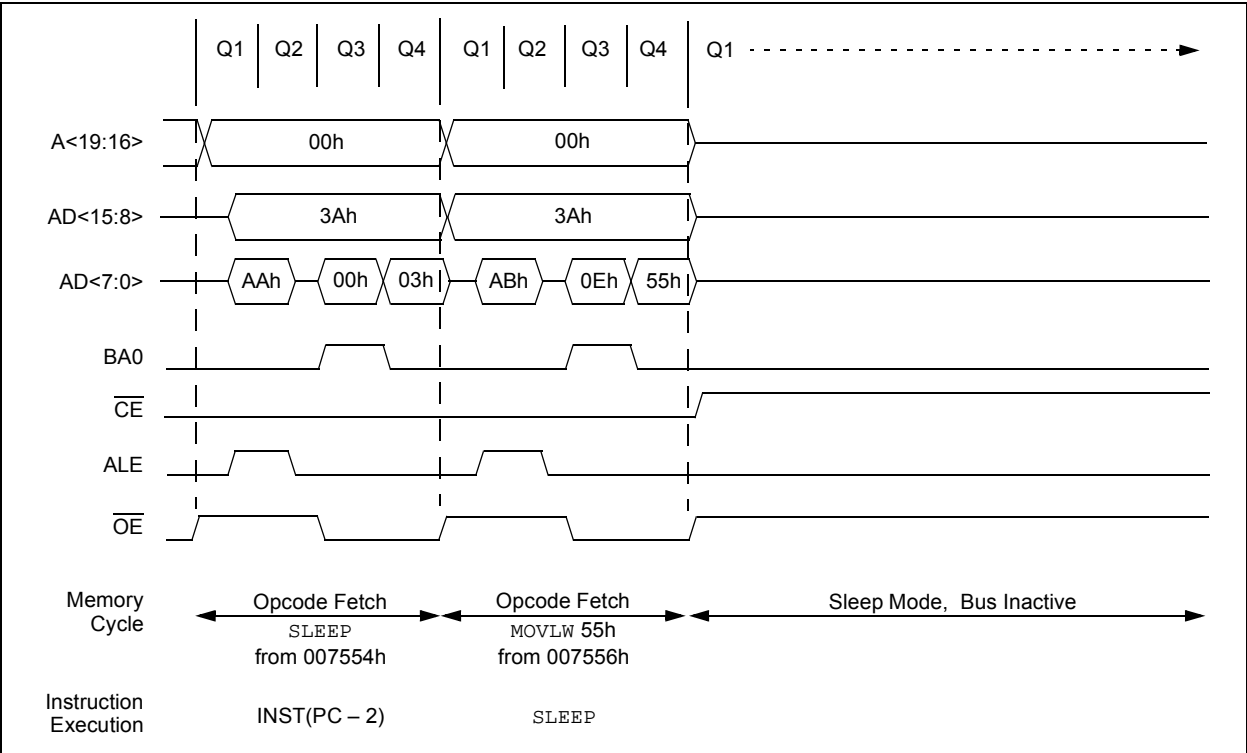 Q1 Q2 Q3 Q4 Q1 Q2 Q3 Q4 Q1
A<19:16> 00h 00h
AD<15:8> 3Ah 3Ah
AD<7:0> AAh 00h 03h ABh 0Eh 55h
BA0
CE
ALE
OE
Memory Cycle
Opcode Fetch
SLEEP
from 007554h
Opcode Fetch
MOVLW 55h
from 007556h
Sleep Mode, Bus Inactive
Instruction
Execution
INST(PC – 2) SLEEP